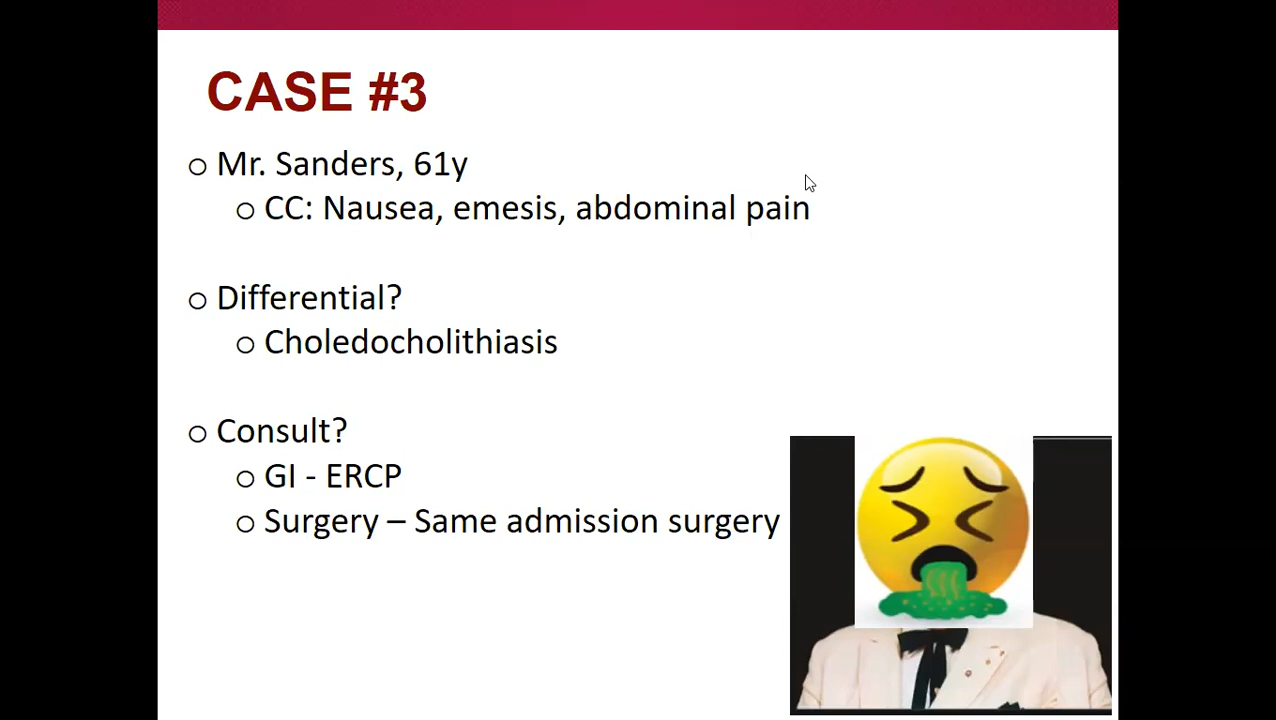 CASE #3
o Mr. Sanders, 61y
o CC: Nausea, emesis, abdominal pain
o Differential?
o Choledocholithiasis
o Consult?
o GI - ERCP
o Surgery – Same admission surgery